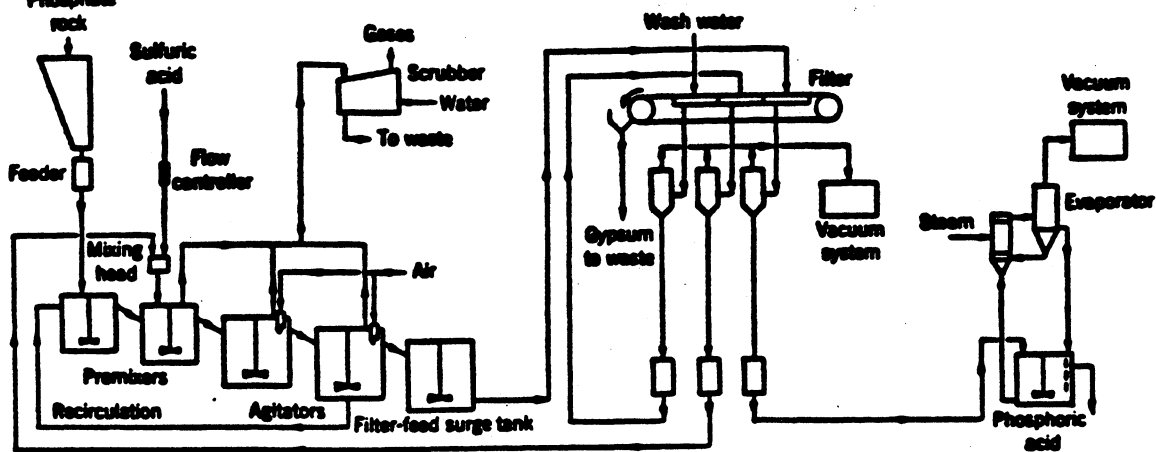 Phosphate
rock
Sulfuric
acid
Gases
Scrubber
Water
To waste
Feeder
Flow
controller
Mixing
head
Air
Premixers
Recirculation
Agitators
Filter-feed surge tank
Wash water
Filter
Gypsum
to waste
Vacuum
system
Vacuum
system
Steam
Evaporator
Phosphoric
acid